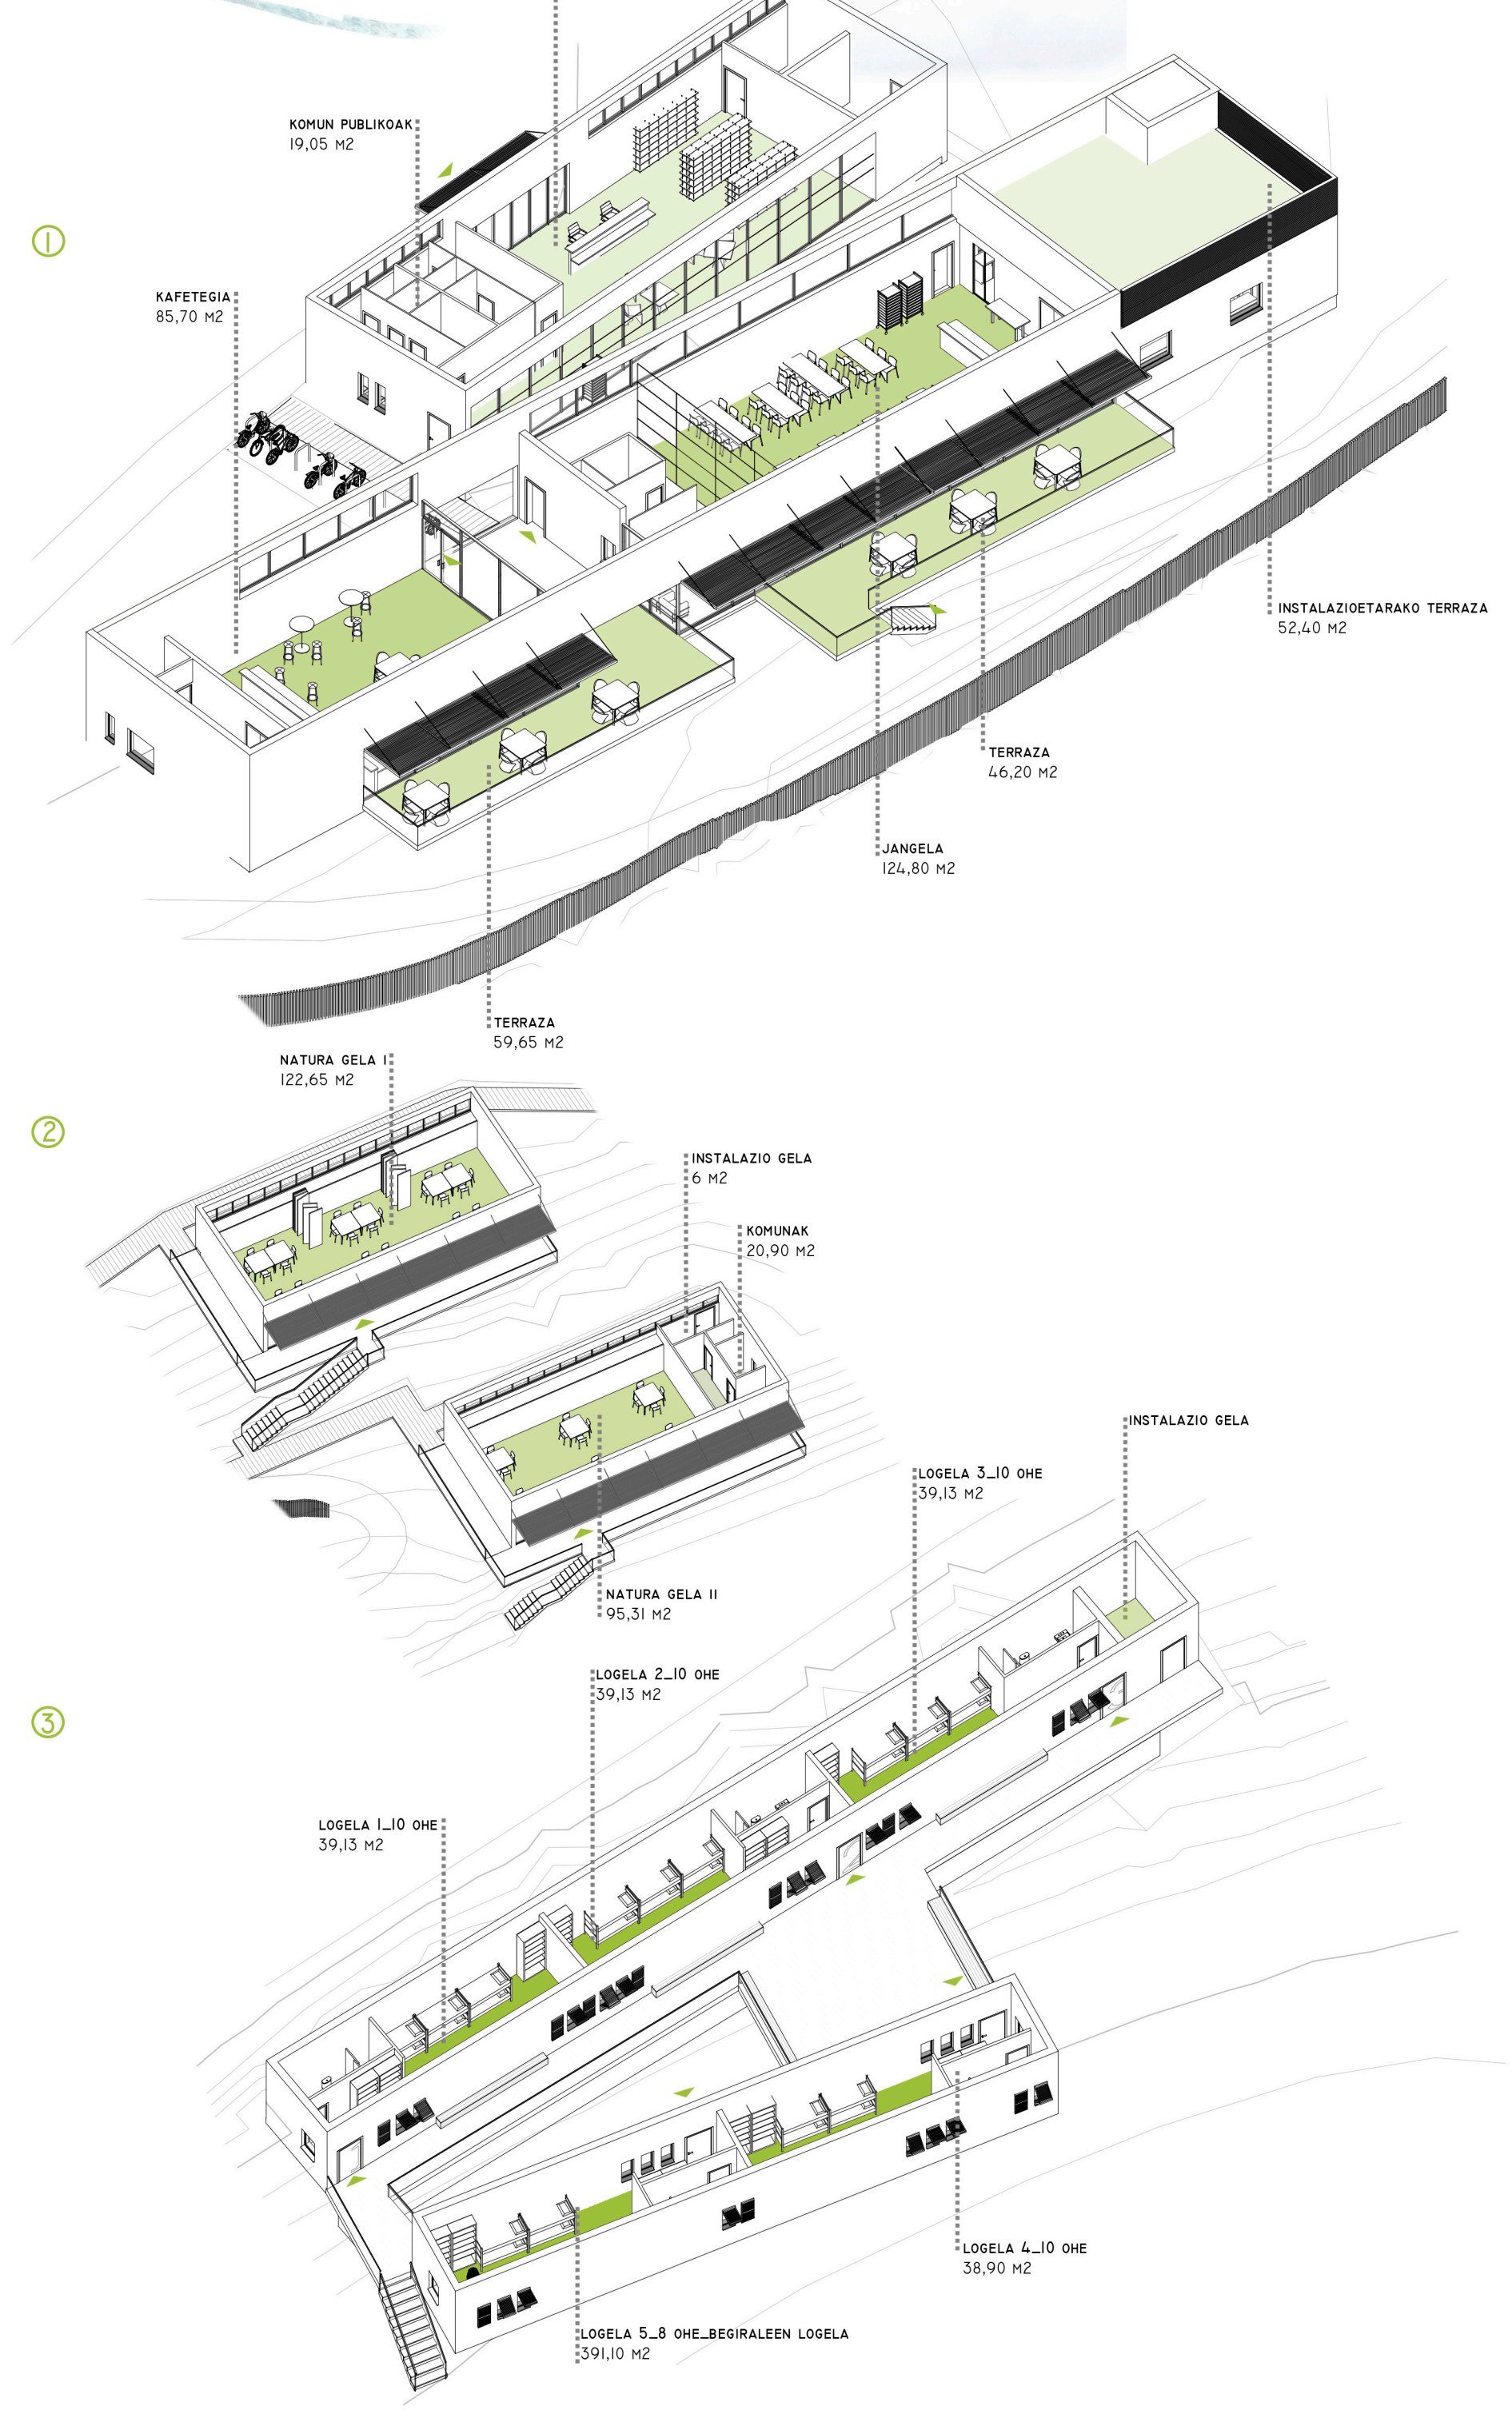 KOMUN PUBLIKOAK
19,05 M2
1
KAFETEGIA
85,70 M2
INSTALAZIOETARAKO TERRAZA
52,40 M2
TERRAZA
46,20 M2
JANGELA
124,80 M2
TERRAZA
59,65 M2
NATURA GELA I
122,65 M2
2
INSTALAZIO GELA
6 M2
KOMUNAK
20,90 M2
INSTALAZIO GELA
LOGELA 3_10 OHE
39,13 M2
NATURA GELA II
95,31 M2
LOGELA 2_10 OHE
39,13 M2
3
LOGELA 1_10 OHE
39,13 M2
LOGELA 4_10 OHE
38,90 M2
LOGELA 5_8 OHE_BEGIRALEEN LOGELA
391,10 M2